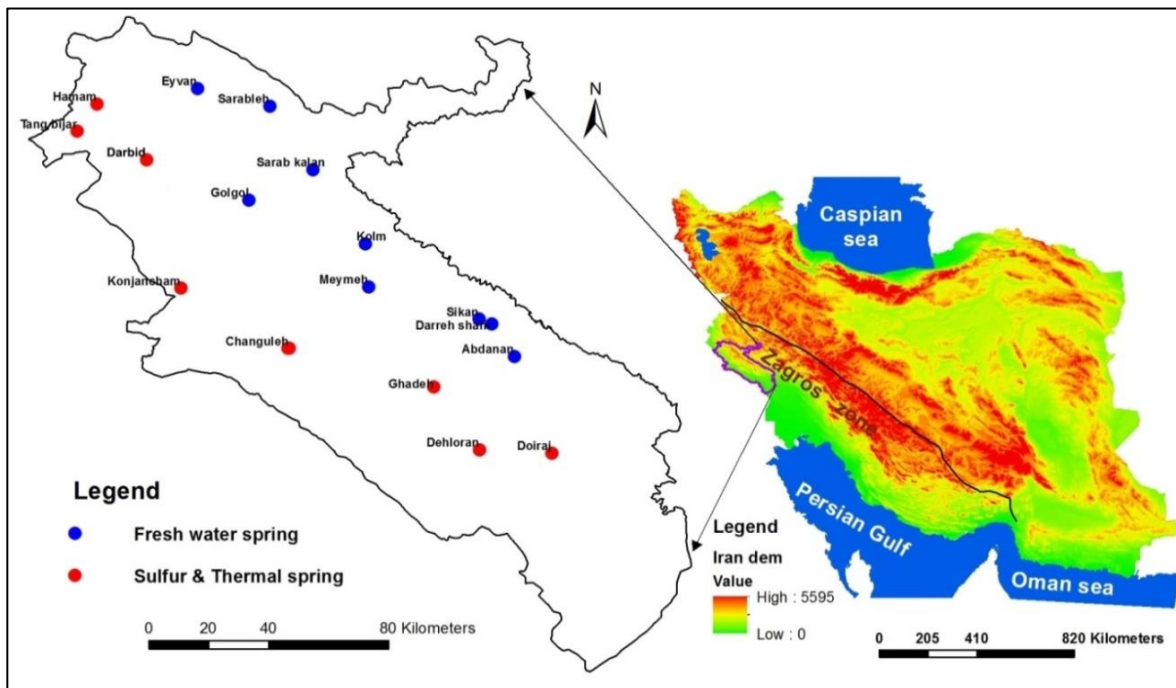 Eyvan
Sarableh
Hamam
Tang bijar
Darbid
Sarab kalan
Golgol
Kolm
Konjancham
Meymeh
Sikan
Darreh shahr
Changuleh
Abdanan
Ghadeh
Dehloran
Doiraj
Legend
Fresh water spring
Sulfur & Thermal spring
0 20 40 80 Kilometers
N
Caspian
sea
Zagros zone
Persian Gulf
Oman sea
Legend
Iran dem
Value
High : 5595
Low : 0
0 205 410 820 Kilometers